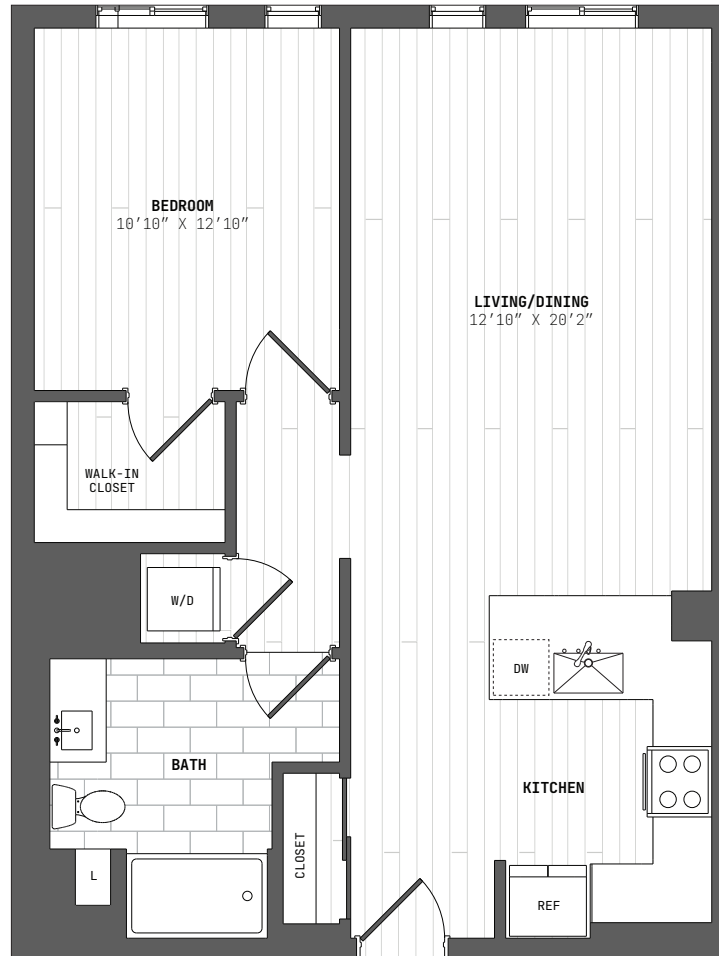 BEDROOM
10’10” X 12’10”
LIVING/DINING
12’10” X 20’2”
WALK-IN
CLOSET
W/D
DW
BATH
KITCHEN
CLOSET
L
REF